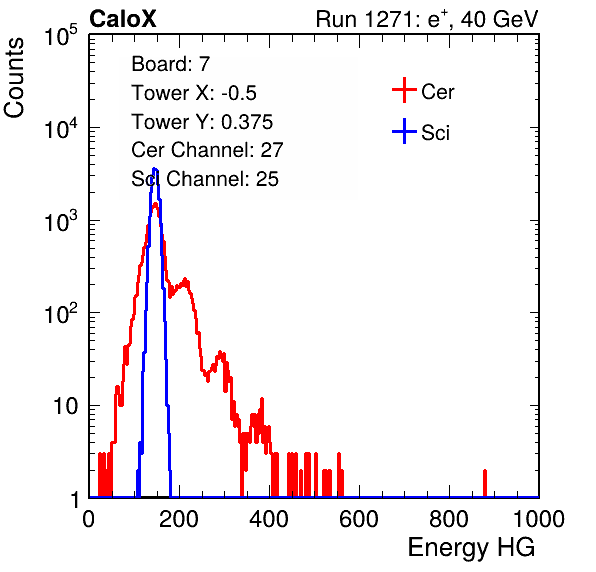 CaloX Run 1271: e⁺, 40 GeV
Counts
10⁵
10⁴
10³
10²
10
1
Board: 7
Tower X: -0.5
Tower Y: 0.375
Cer Channel: 27
Sci Channel: 25
Cer
Sci
0 200 400 600 800 1000
Energy HG